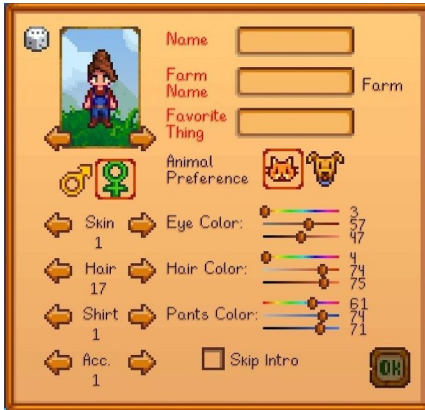 Name
Farm
Name
Farm
Favorite
Thing
Animal
Preference
Skin
1
Eye Color:
3
57
47
Hair
17
Hair Color:
4
74
75
Shirt
1
Pants Color:
61
74
71
Acc.
1
Skip Intro
OK